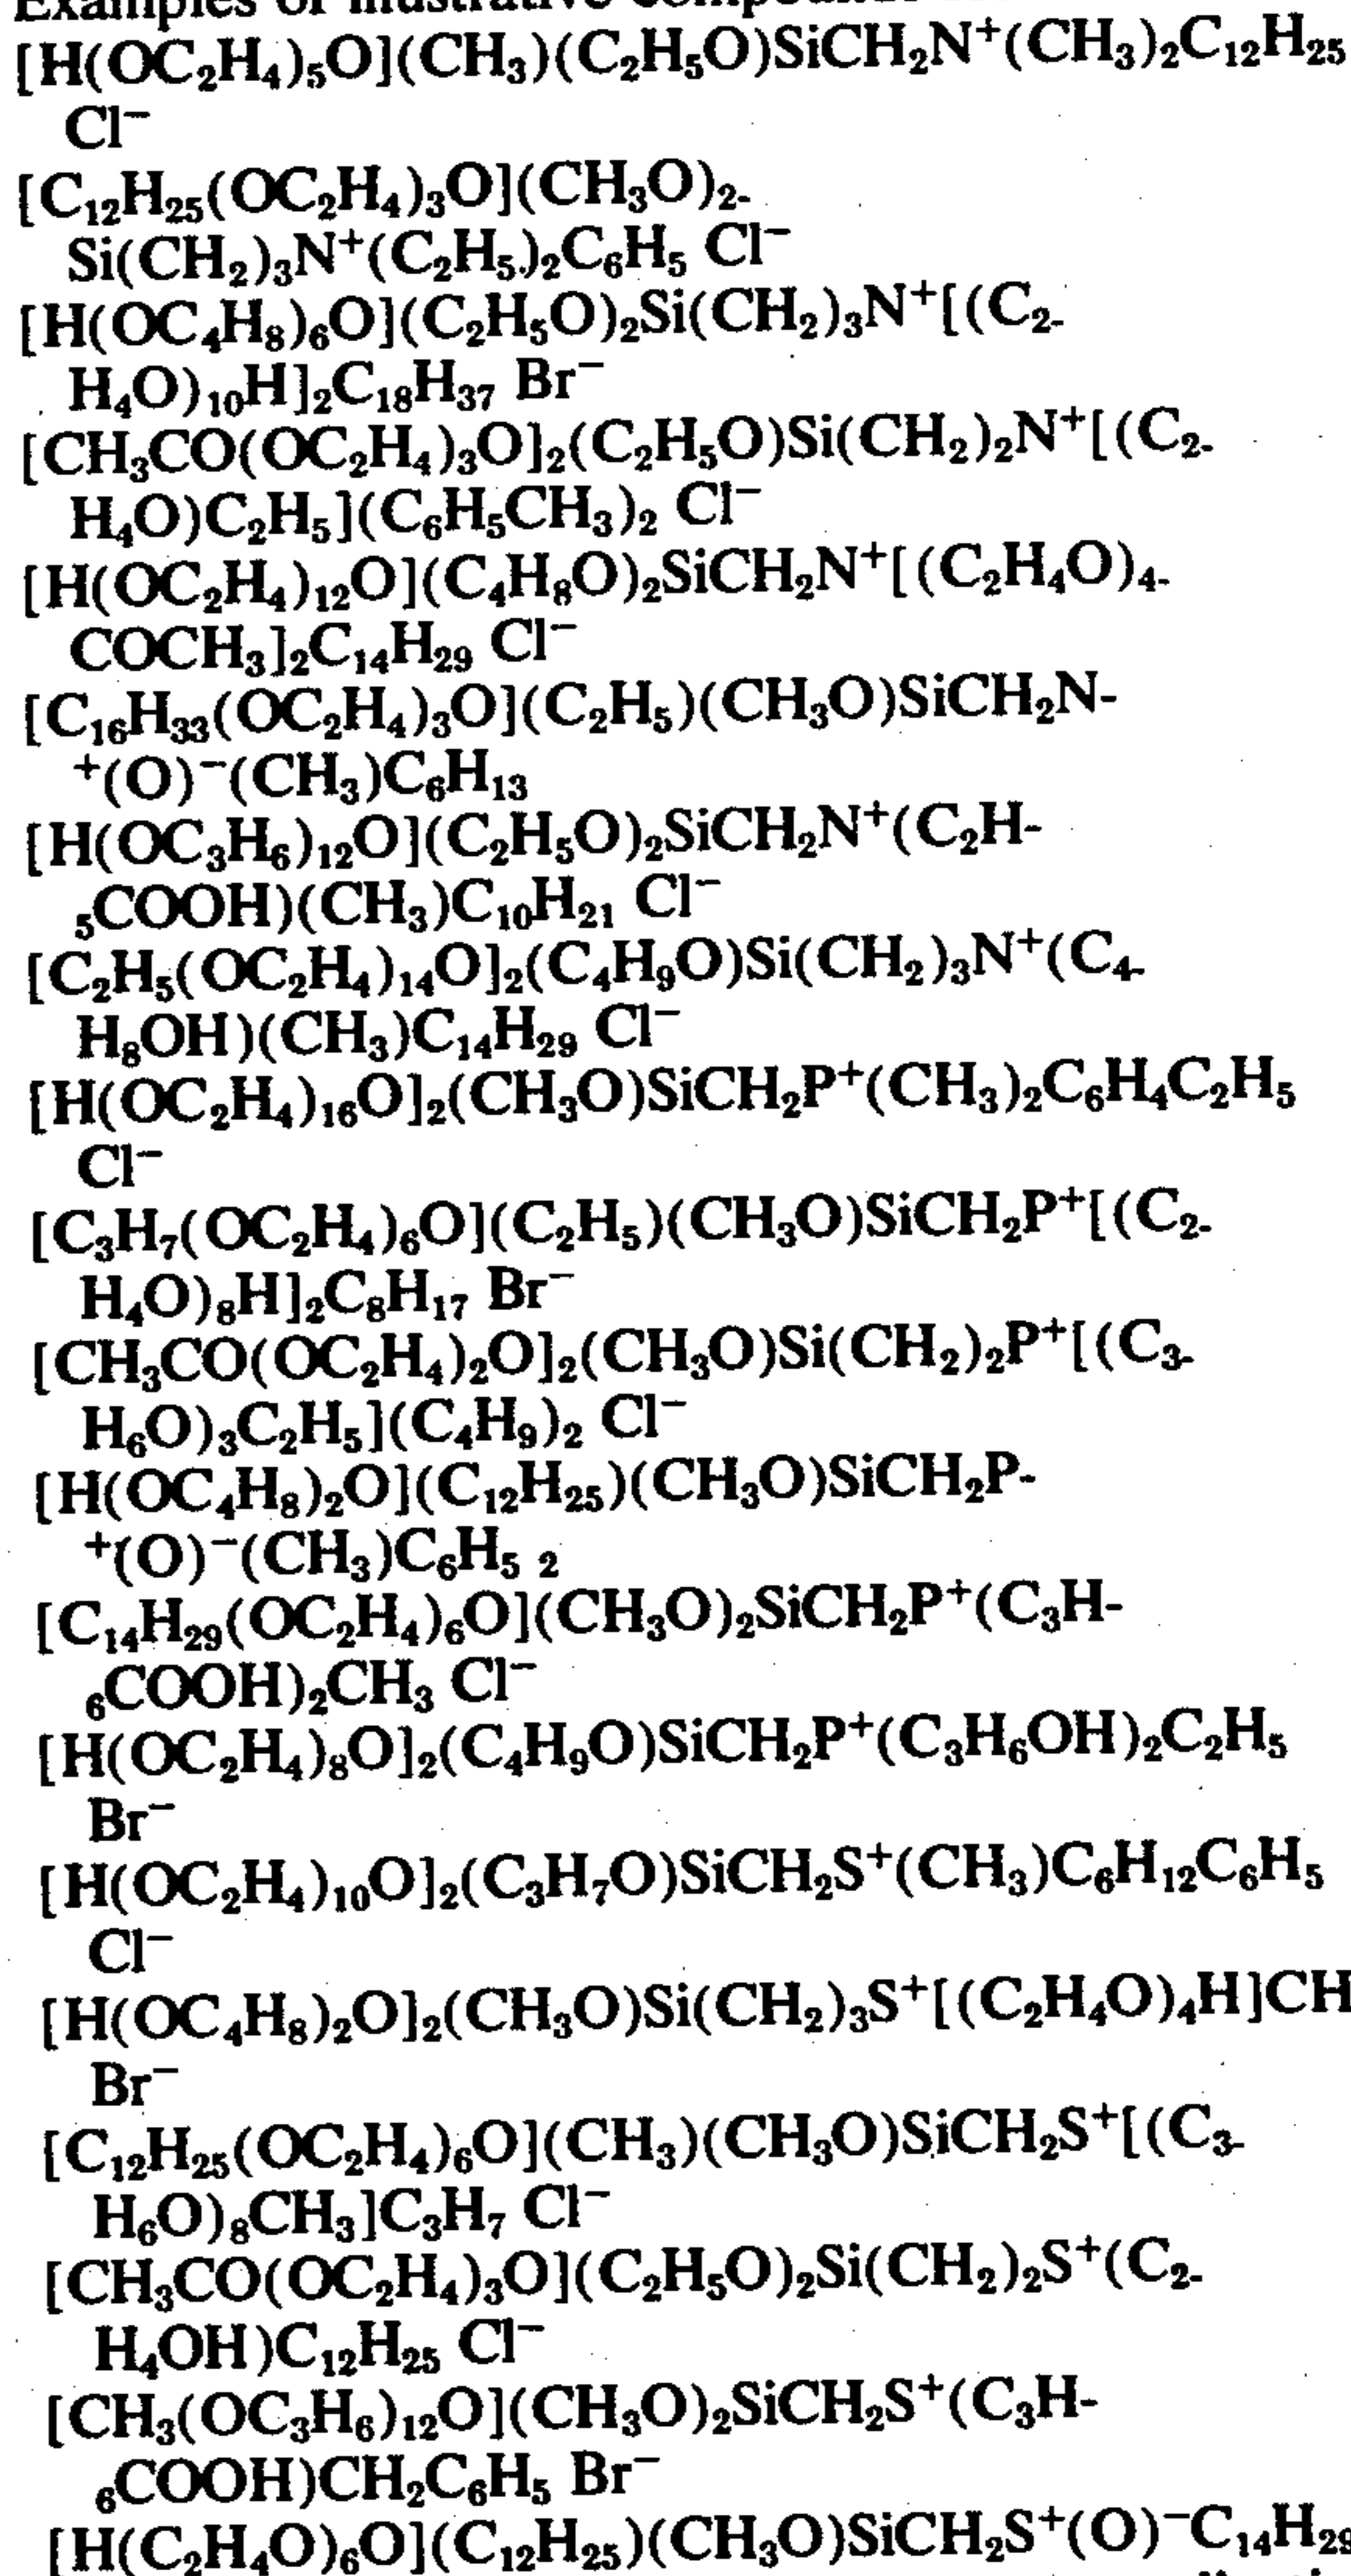 Examples of illustrative
[H(OC₂H₄)₅O](CH₃)(C₂H₅O)SiCH₂N⁺(CH₃)₂C₁₂H₂₅
Cl⁻
[C₁₂H₂₅(OC₂H₄)₃O](CH₃O)₂-
Si(CH₂)₃N⁺(C₂H₅.)₂C₆H₅ Cl⁻
[H(OC₄H₈)₆O](C₂H₅O)₂Si(CH₂)₃N⁺[(C₂-
H₄O)₁₀H]₂C₁₈H₃₇ Br⁻
[CH₃CO(OC₂H₄)₃O]₂(C₂H₅O)Si(CH₂)₂N⁺[(C₂-
H₄O)C₂H₅](C₆H₅CH₃)₂ Cl⁻
[H(OC₂H₄)₁₂O](C₄H₈O)₂SiCH₂N⁺[(C₂H₄O)₄-
COCH₃]₂C₁₄H₂₉ Cl⁻
[C₁₆H₃₃(OC₂H₄)₃O](C₂H₅)(CH₃O)SiCH₂N-
⁺(O)⁻(CH₃)C₆H₁₃
[H(OC₃H₆)₁₂O](C₂H₅O)₂SiCH₂N⁺(C₂H-
₅COOH)(CH₃)C₁₀H₂₁ Cl⁻
[C₂H₅(OC₂H₄)₁₄O]₂(C₄H₉O)Si(CH₂)₃N⁺(C₄-
H₈OH)(CH₃)C₁₄H₂₉ Cl⁻
[H(OC₂H₄)₁₆O]₂(CH₃O)SiCH₂P⁺(CH₃)₂C₆H₄C₂H₅
Cl⁻
[C₃H₇(OC₂H₄)₆O](C₂H₅)(CH₃O)SiCH₂P⁺[(C₂-
H₄O)₈H]₂C₈H₁₇ Br⁻
[CH₃CO(OC₂H₄)₂O]₂(CH₃O)Si(CH₂)₂P⁺[(C₃-
H₆O)₃C₂H₅](C₄H₉)₂ Cl⁻
[H(OC₄H₈)₂O](C₁₂H₂₅)(CH₃O)SiCH₂P-
⁺(O)⁻(CH₃)C₆H₅ ₂
[C₁₄H₂₉(OC₂H₄)₆O](CH₃O)₂SiCH₂P⁺(C₃H-
₆COOH)₂CH₃ Cl⁻
[H(OC₂H₄)₈O]₂(C₄H₉O)SiCH₂P⁺(C₃H₆OH)₂C₂H₅
Br⁻
[H(OC₂H₄)₁₀O]₂(C₃H₇O)SiCH₂S⁺(CH₃)C₆H₁₂C₆H₅
Cl⁻
[H(OC₄H₈)₂O]₂(CH₃O)Si(CH₂)₃S⁺[(C₂H₄O)₄H]CH
Br⁻
[C₁₂H₂₅(OC₂H₄)₆O](CH₃)(CH₃O)SiCH₂S⁺[(C₃-
H₆O)₈CH₃]C₃H₇ Cl⁻
[CH₃CO(OC₂H₄)₃O](C₂H₅O)₂Si(CH₂)₂S⁺(C₂-
H₄OH)C₁₂H₂₅ Cl⁻
[CH₃(OC₃H₆)₁₂O](CH₃O)₂SiCH₂S⁺(C₃H-
₆COOH)CH₂C₆H₅ Br⁻
[H(C₂H₄O)₆O](C₁₂H₂₅)(CH₃O)SiCH₂S⁺(O)⁻C₁₄H₂₉